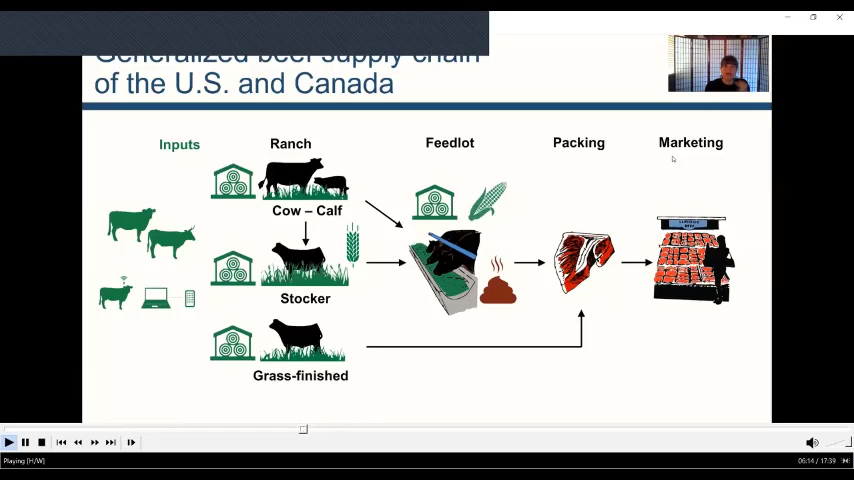 Generalized beef supply chain
of the U.S. and Canada
Inputs
Ranch
Feedlot
Packing
Marketing
Cow – Calf
Stocker
Grass-finished
Playing [H/W]
06:14 / 17:39